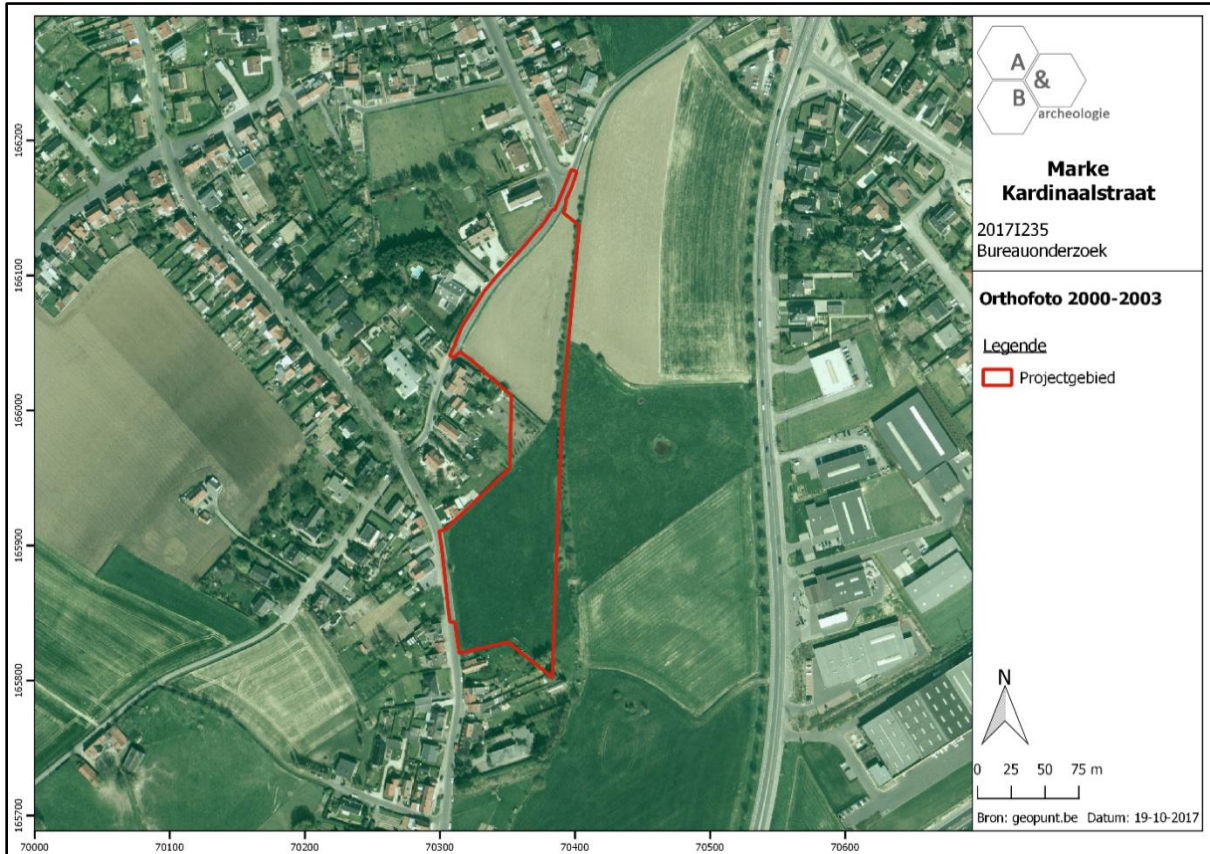 A
&
B
archeologie
Marke
Kardinaalstraat
2017I235
Bureauonderzoek
Orthofoto 2000-2003
Legende
Projectgebied
N
0 25 50 75 m
Bron: geopunt.be Datum: 19-10-2017
166200
166100
166000
165900
165800
165700
70000 70100 70200 70300 70400 70500 70600